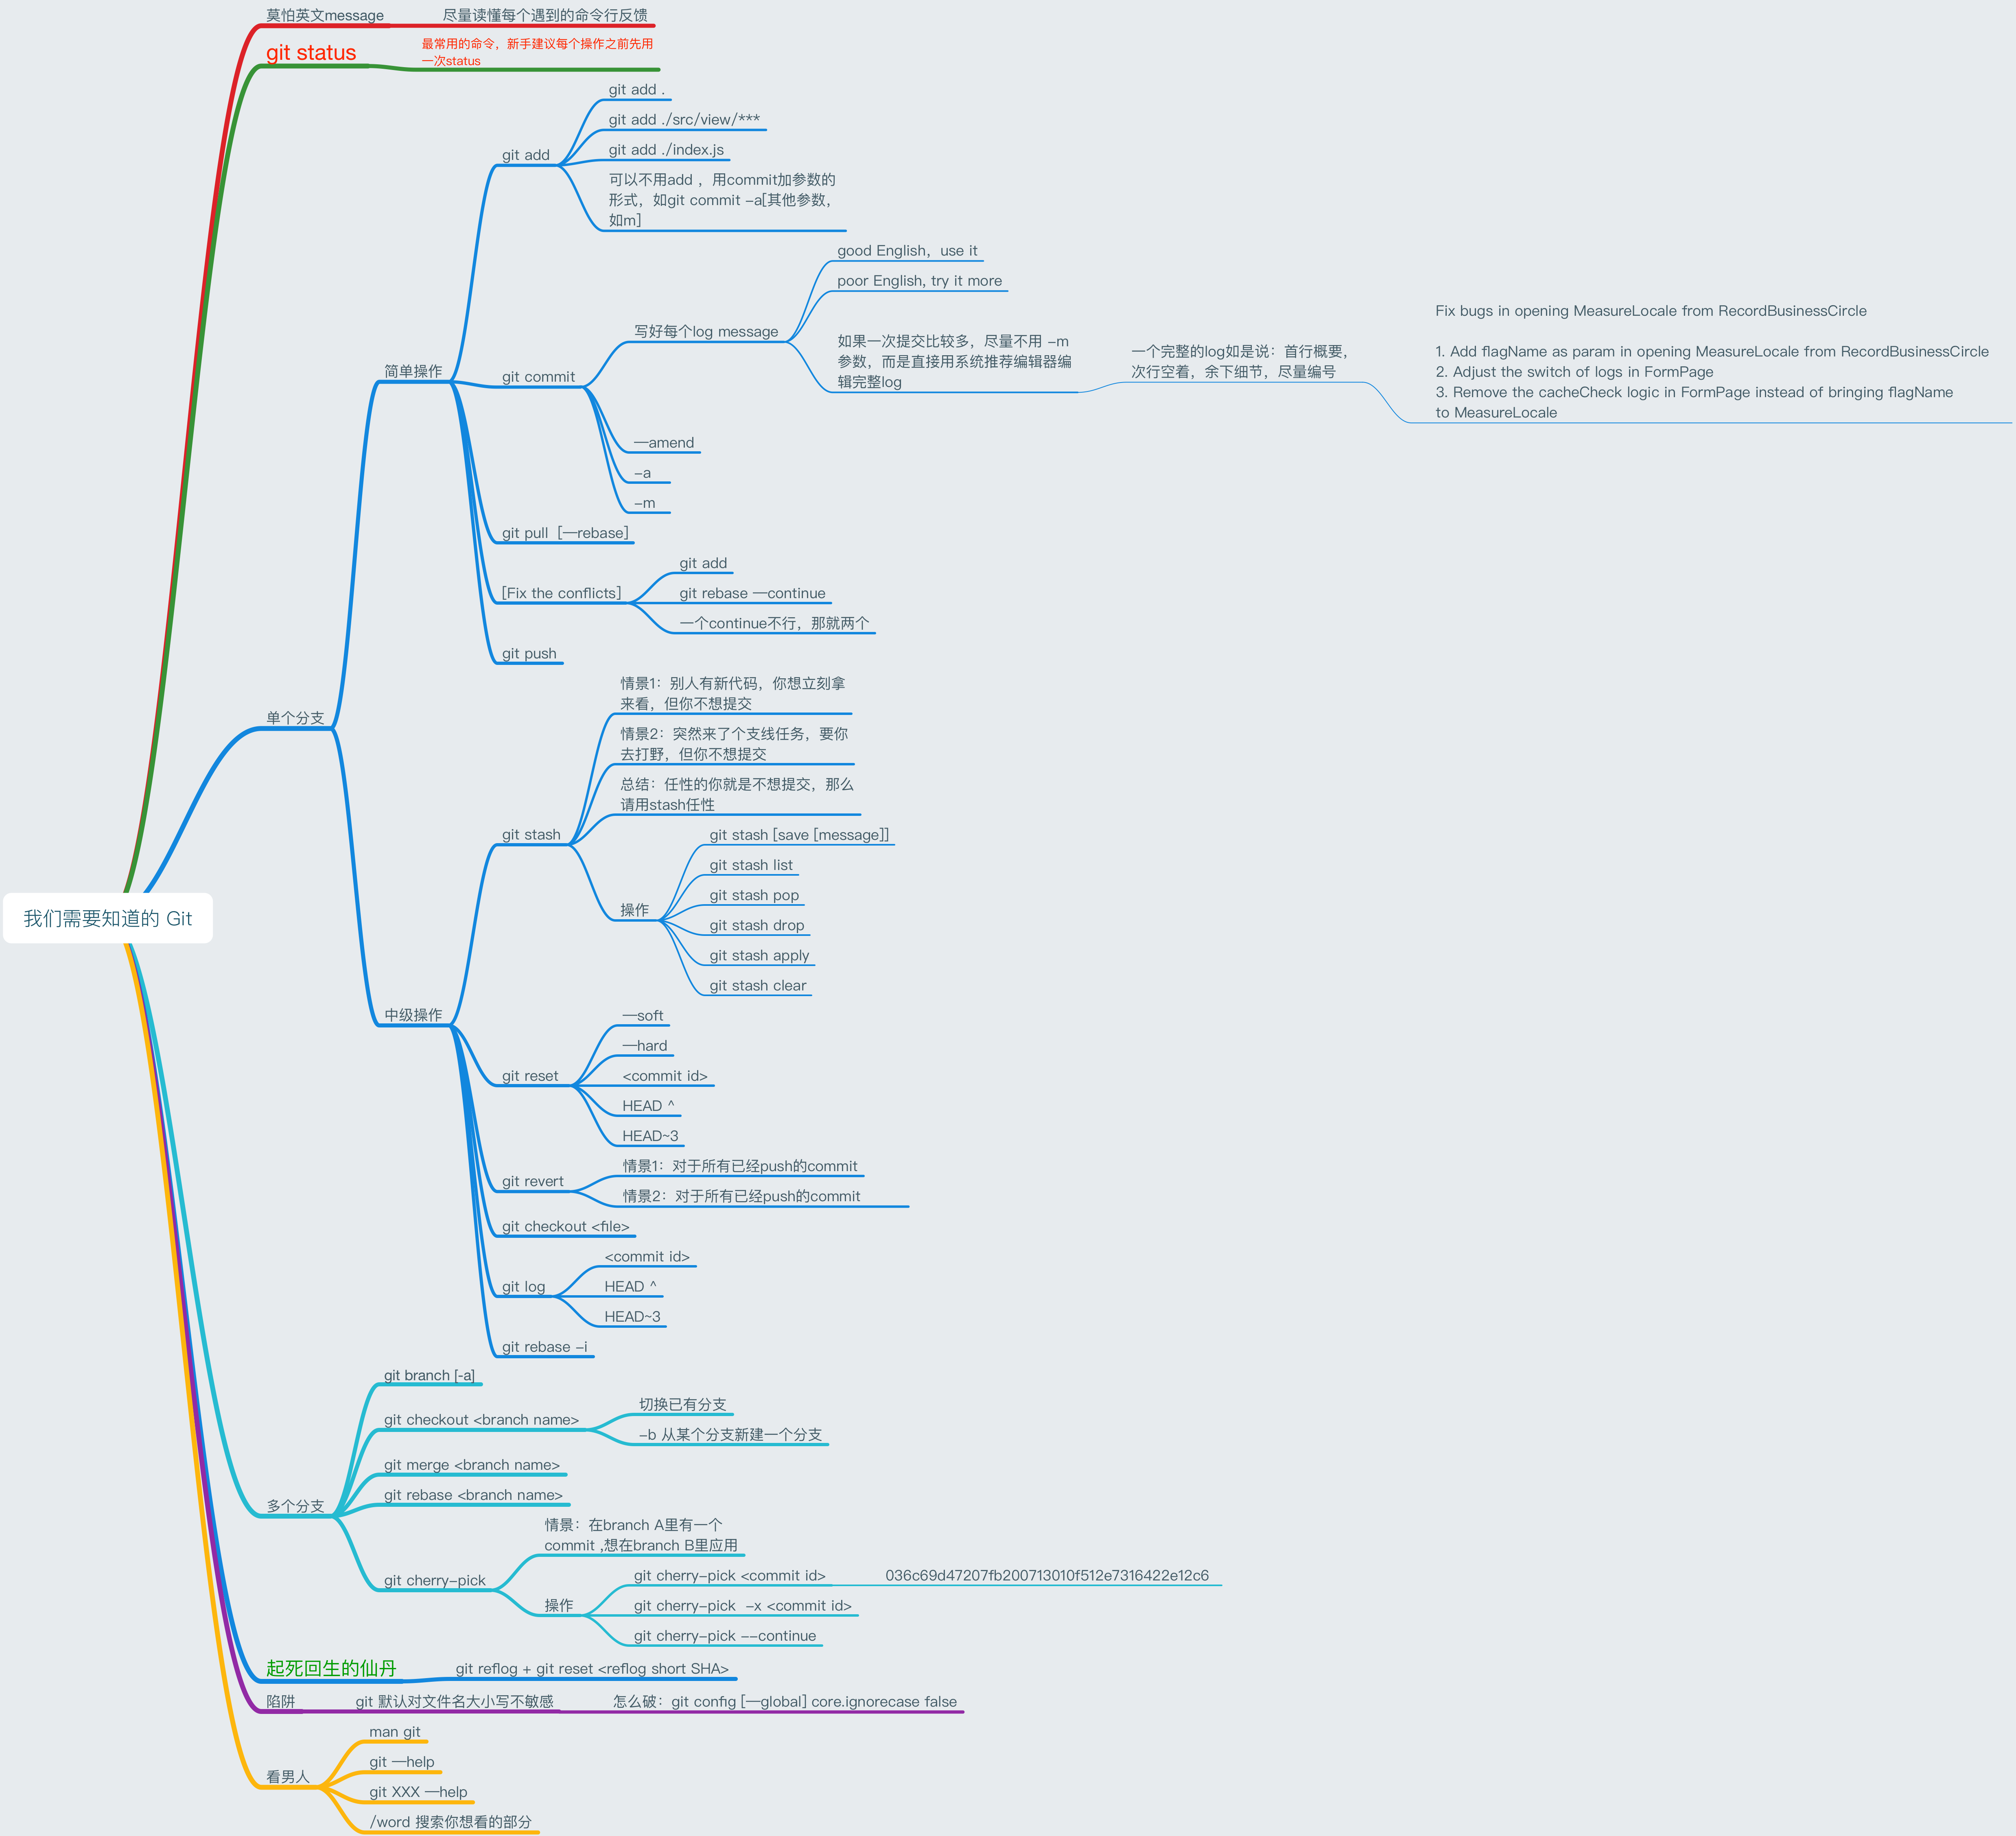 莫怕英文message
尽量读懂每个遇到的命令行反馈
git status
最常用的命令，新手建议每个操作之前先用
一次status
git add .
git add ./src/view/***
git add
git add ./index.js
可以不用add ，用commit加参数的
形式，如git commit -a[其他参数，
如m]
good English，use it
poor English, try it more
写好每个log message
如果一次提交比较多，尽量不用 -m
参数，而是直接用系统推荐编辑器编
辑完整log
一个完整的log如是说：首行概要，
次行空着，余下细节，尽量编号
Fix bugs in opening MeasureLocale from RecordBusinessCircle
1. Add flagName as param in opening MeasureLocale from RecordBusinessCircle
2. Adjust the switch of logs in FormPage
3. Remove the cacheCheck logic in FormPage instead of bringing flagName
to MeasureLocale
简单操作
git commit
—amend
-a
-m
git pull  [—rebase]
git add
[Fix the conflicts]
git rebase —continue
一个continue不行，那就两个
git push
情景1：别人有新代码，你想立刻拿
来看，但你不想提交
单个分支
情景2：突然来了个支线任务，要你
去打野，但你不想提交
总结：任性的你就是不想提交，那么
请用stash任性
git stash
git stash [save [message]]
git stash list
git stash pop
操作
git stash drop
git stash apply
git stash clear
我们需要知道的 Git
中级操作
—soft
—hard
git reset
<commit id>
HEAD ^
HEAD~3
情景1：对于所有已经push的commit
git revert
情景2：对于所有已经push的commit
git checkout <file>
<commit id>
git log
HEAD ^
HEAD~3
git rebase -i
git branch [-a]
切换已有分支
git checkout <branch name>
-b 从某个分支新建一个分支
git merge <branch name>
git rebase <branch name>
多个分支
情景：在branch A里有一个
commit ,想在branch B里应用
git cherry-pick
git cherry-pick <commit id>
036c69d47207fb200713010f512e7316422e12c6
操作
git cherry-pick  -x <commit id>
git cherry-pick --continue
起死回生的仙丹
git reflog + git reset <reflog short SHA>
陷阱
git 默认对文件名大小写不敏感
怎么破：git config [—global] core.ignorecase false
man git
git —help
看男人
git XXX —help
/word 搜索你想看的部分